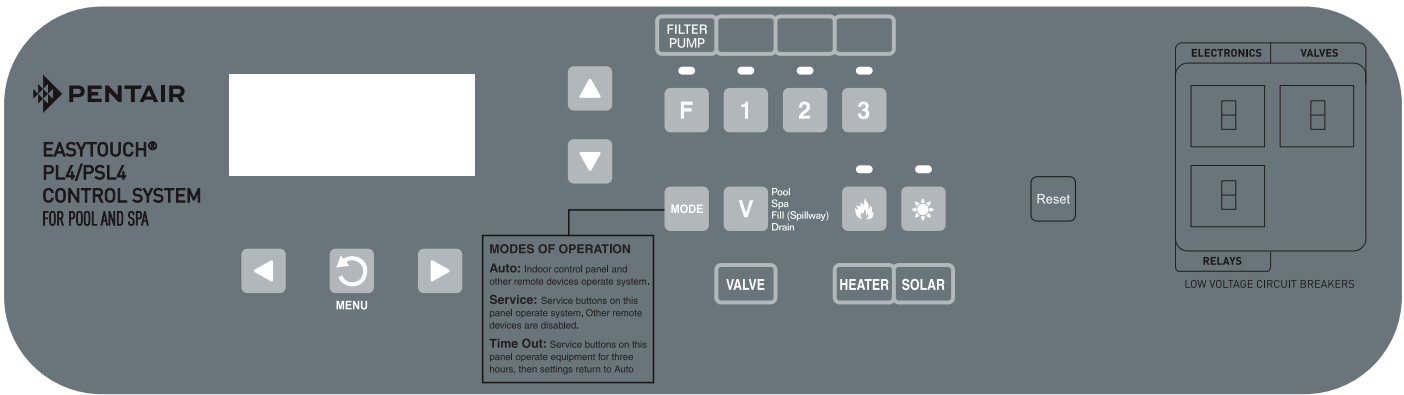 PENTAIR
EASYTOUCH®
PL4/PSL4
CONTROL SYSTEM
FOR POOL AND SPA
MENU
FILTER
PUMP
F
1
2
3
MODE
V
Pool
Spa
Fill (Spillway)
Drain
MODES OF OPERATION
Auto: Indoor control panel and
other remote devices operate system.
Service: Service buttons on this
panel operate system, Other remote
devices are disabled.
Time Out: Service buttons on this
panel operate equipment for three
hours, then settings return to Auto
VALVE
HEATER
SOLAR
Reset
ELECTRONICS
VALVES
RELAYS
LOW VOLTAGE CIRCUIT BREAKERS